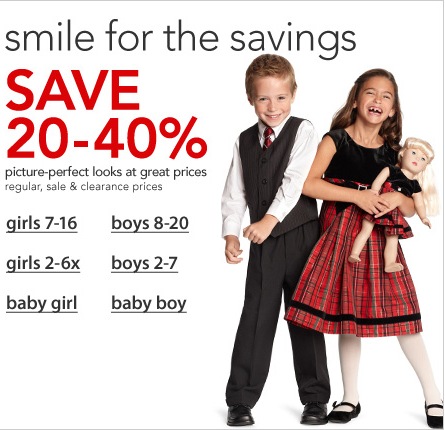 smile for the savings
SAVE
20-40%
picture-perfect looks at great prices
regular, sale & clearance prices
girls 7-16 boys 8-20
girls 2-6x boys 2-7
baby girl baby boy